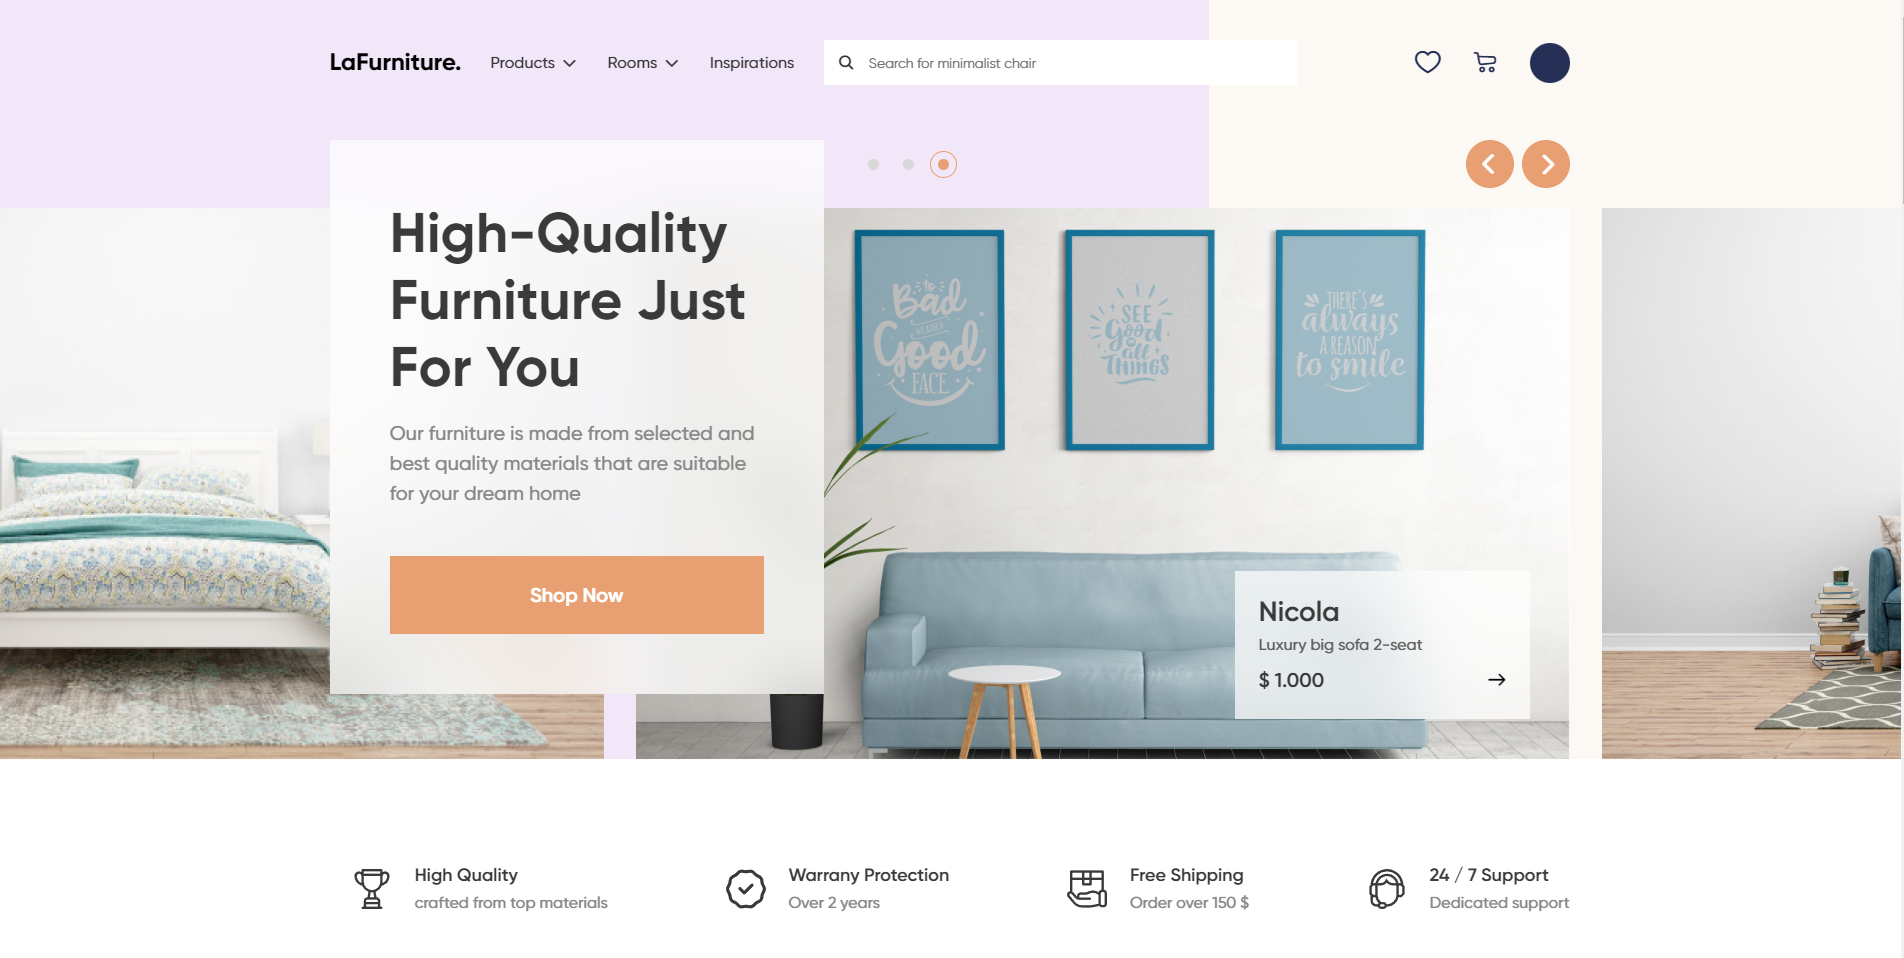 LaFurniture.
Products
Rooms
Inspirations
Search for minimalist chair
High-Quality
Furniture Just
For You
Our furniture is made from selected and
best quality materials that are suitable
for your dream home
Shop Now
to
Bad
WEATHER
Good
FACE
SEE
Good
in
all
THINGS
THERE'S
always
A REASON
to smile
Nicola
Luxury big sofa 2-seat
$ 1.000
High Quality
crafted from top materials
Warrany Protection
Over 2 years
Free Shipping
Order over 150 $
24 / 7 Support
Dedicated support